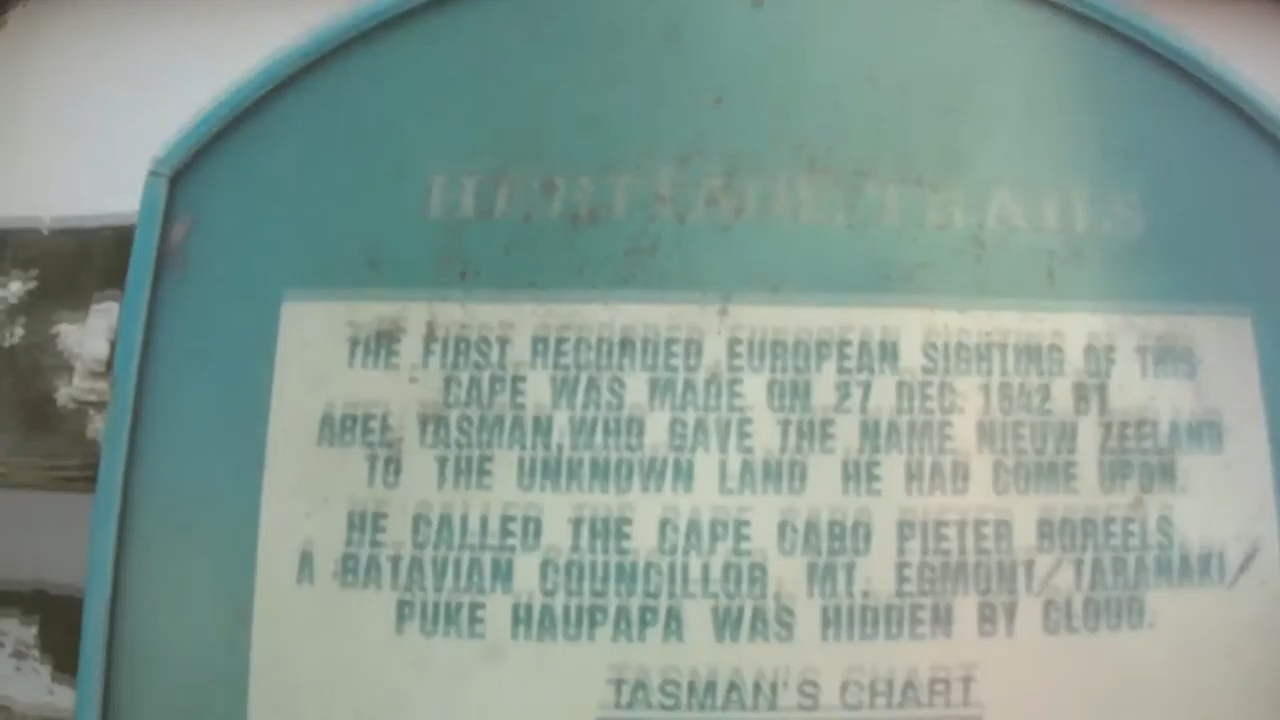 HERITAGE TRAILS
THE FIRST RECORDED EUROPEAN SIGHTING OF THIS
CAPE WAS MADE ON 27 DEC. 1642 BY
ABEL TASMAN, WHO GAVE THE NAME NIEUW ZEELAND
TO THE UNKNOWN LAND HE HAD COME UPON.
HE CALLED THE CAPE CABO PIETER BOREELS,
A BATAVIAN COUNCILLOR. MT. EGMONT/TARANAKI/
PUKE HAUPAPA WAS HIDDEN BY CLOUD.
TASMAN'S CHART